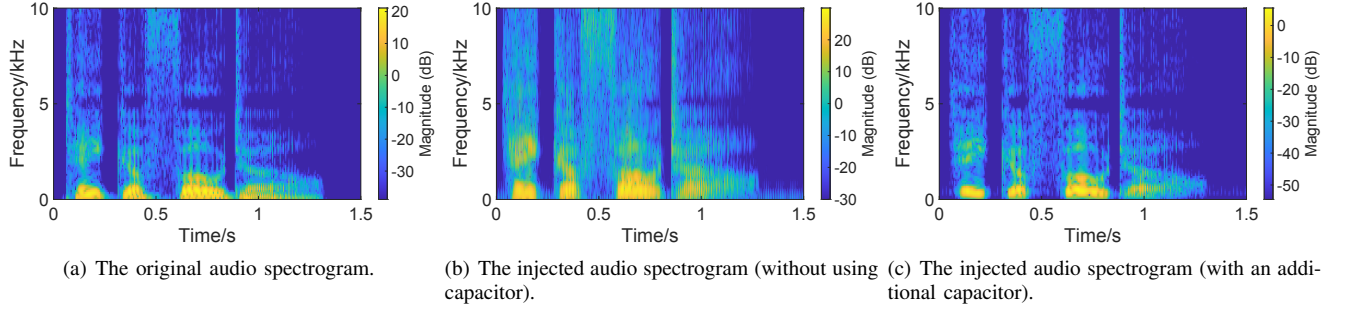 10
5
0
Frequency/kHz
0
0.5
1
1.5
Time/s
20
10
0
-10
-20
-30
Magnitude (dB)
(a) The original audio spectrogram.
10
5
0
Frequency/kHz
0
0.5
1
1.5
Time/s
20
10
0
-10
-20
-30
Magnitude (dB)
(b) The injected audio spectrogram (without using
capacitor).
10
5
0
Frequency/kHz
0
0.5
1
1.5
Time/s
0
-10
-20
-30
-40
-50
Magnitude (dB)
(c) The injected audio spectrogram (with an addi-
tional capacitor).